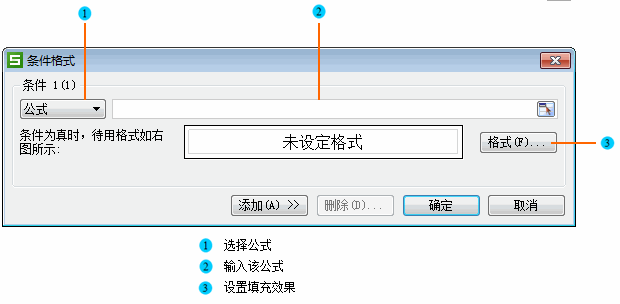 1
2
S 条件格式
条件 1(1)
公式
条件为真时，待用格式如右
图所示:
未设定格式
格式(F)...
3
添加(A) >>
删除(D)...
确定
取消
1 选择公式
2 输入该公式
3 设置填充效果